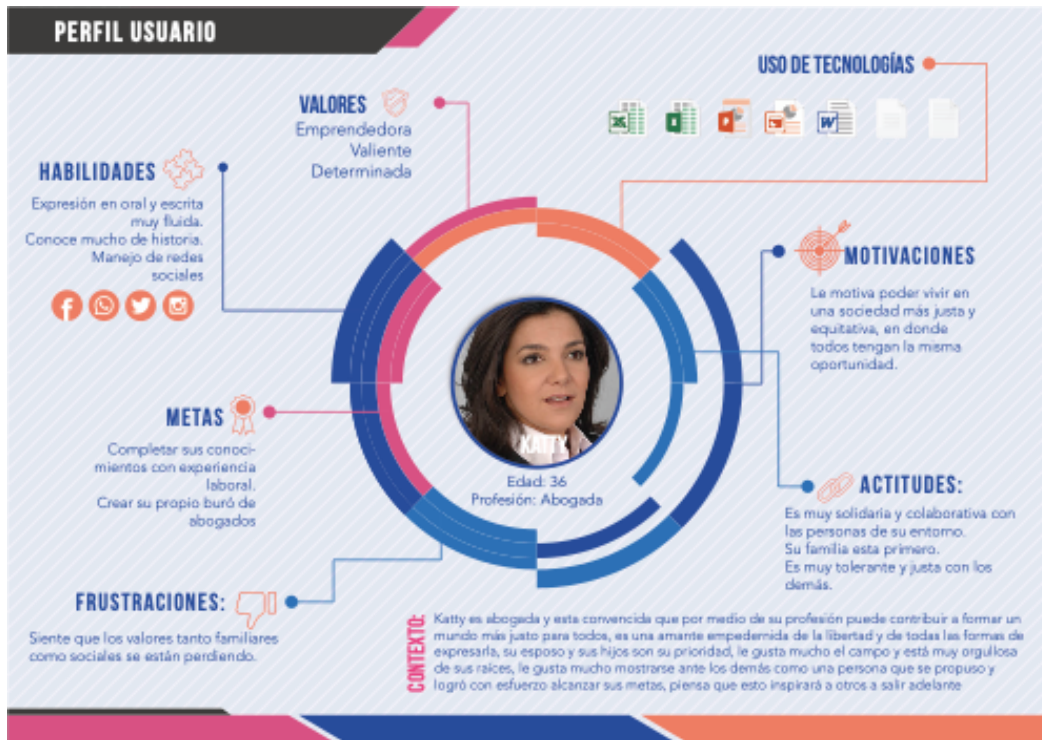 PERFIL USUARIO
USO DE TECNOLOGÍAS
VALORES
Emprendedora
Valiente
Determinada
HABILIDADES
Expresión en oral y escrita
muy fluida.
Conoce mucho de historia.
Manejo de redes
sociales
MOTIVACIONES
Le motiva poder vivir en
una sociedad más justa y
equitativa, en donde
todos tengan la misma
oportunidad.
METAS
Completar sus conoci-
mientos con experiencia
laboral.
Crear su propio buró de
abogados
KATTY
Edad: 36
Profesión: Abogada
ACTITUDES:
Es muy solidaria y colaborativa con
las personas de su entorno.
Su familia esta primero.
Es muy tolerante y justa con los
demás.
FRUSTRACIONES:
Siente que los valores tanto familiares
como sociales se están perdiendo.
CONTEXTO:
Katty es abogada y esta convencida que por medio de su profesión puede contribuir a formar un
mundo más justo para todos, es una amante empedernida de la libertad y de todas las formas de
expresarla, su esposo y sus hijos son su prioridad, le gusta mucho el campo y está muy orgullosa
de sus raíces, le gusta mucho mostrarse ante los demás como una persona que se propuso y
logró con esfuerzo alcanzar sus metas, piensa que esto inspirará a otros a salir adelante